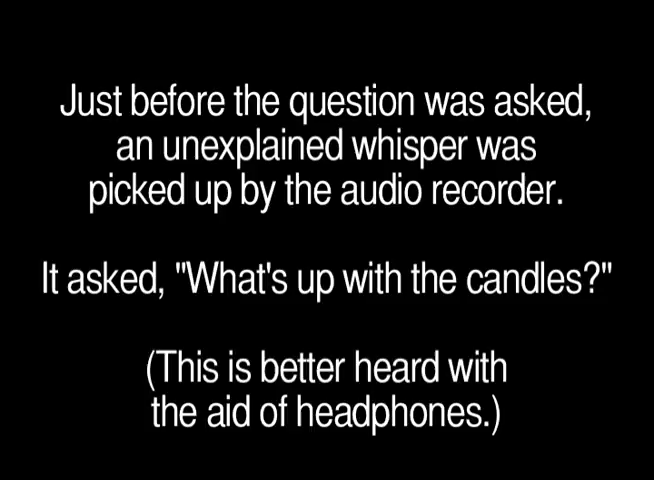 Just before the question was asked,
an unexplained whisper was
picked up by the audio recorder.
It asked, "What's up with the candles?"
(This is better heard with
the aid of headphones.)